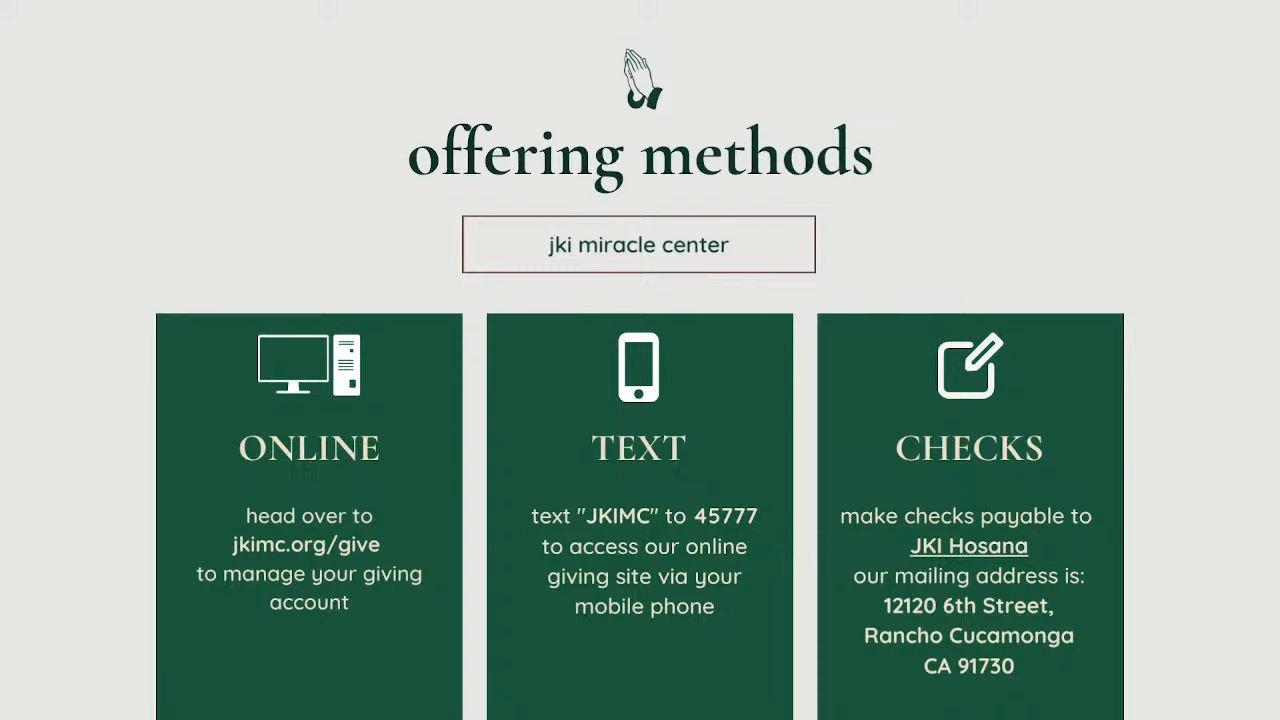 offering methods
jki miracle center
ONLINE
head over to
jkimc.org/give
to manage your giving
account
TEXT
text "JKIMC" to 45777
to access our online
giving site via your
mobile phone
CHECKS
make checks payable to
JKI Hosana
our mailing address is:
12120 6th Street,
Rancho Cucamonga
CA 91730